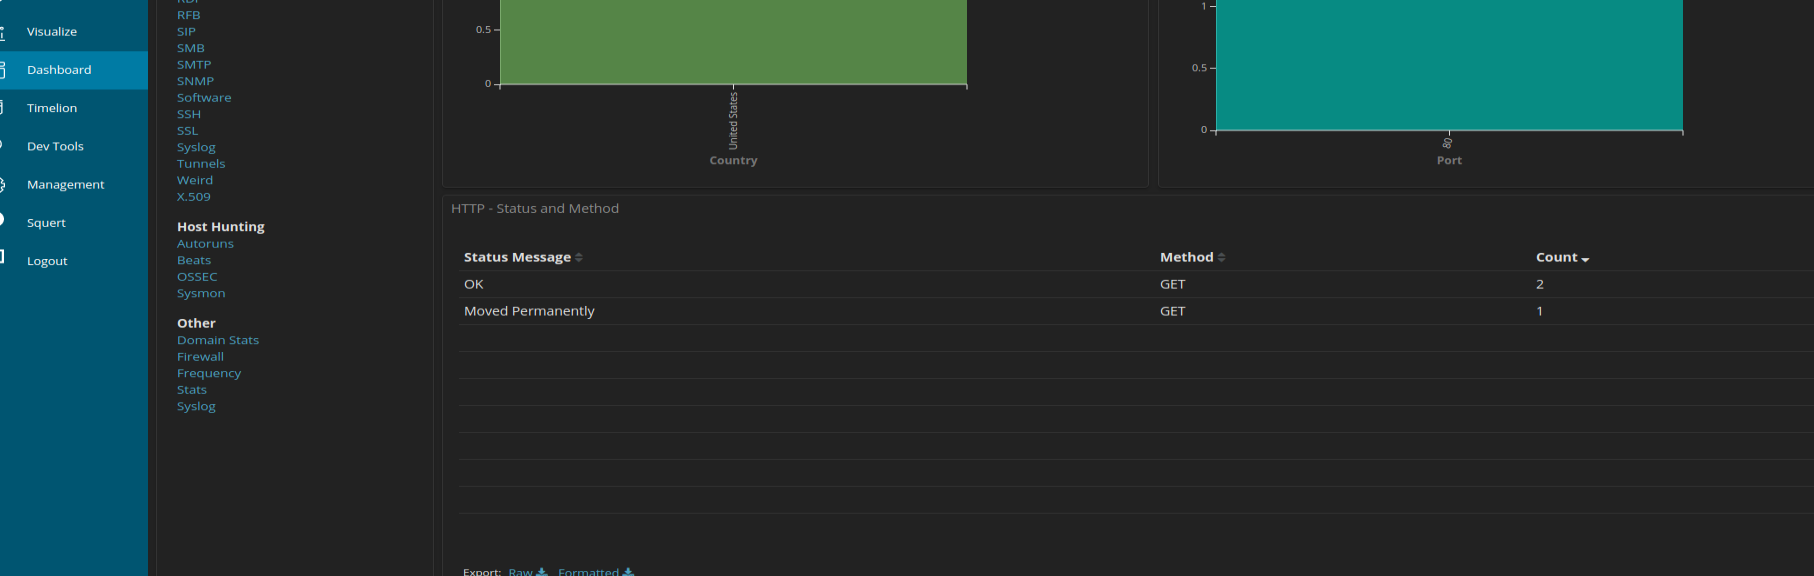 Visualize
Dashboard
Timelion
Dev Tools
Management
Squert
Logout
RFB
SIP
SMB
SMTP
SNMP
Software
SSH
SSL
Syslog
Tunnels
Weird
X.509
Host Hunting
Autoruns
Beats
OSSEC
Sysmon
Other
Domain Stats
Firewall
Frequency
Stats
Syslog
0.5
0
United States
Country
1
0.5
0
80
Port
HTTP - Status and Method
Status Message Method Count
OK GET 2
Moved Permanently GET 1
Export: Raw Formatted